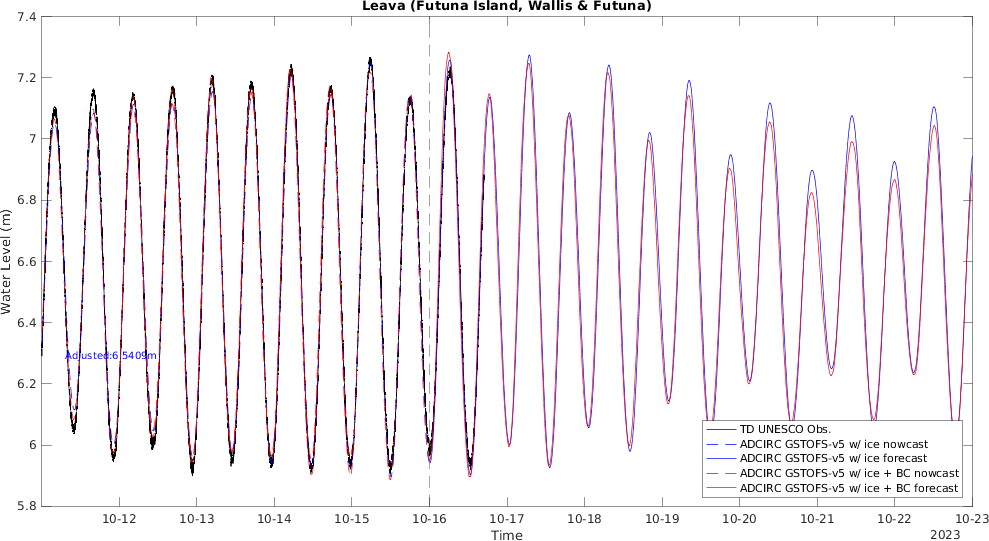 Leava (Futuna Island, Wallis & Futuna)
7.4
7.2
7
6.8
6.6
6.4
6.2
6
5.8
Water Level (m)
Adjusted:6.5409m
TD UNESCO Obs.
ADCIRC GSTOFS-v5 w/ ice nowcast
ADCIRC GSTOFS-v5 w/ ice forecast
ADCIRC GSTOFS-v5 w/ ice + BC nowcast
ADCIRC GSTOFS-v5 w/ ice + BC forecast
10-12 10-13 10-14 10-15 10-16 10-17 10-18 10-19 10-20 10-21 10-22 10-23
Time
2023